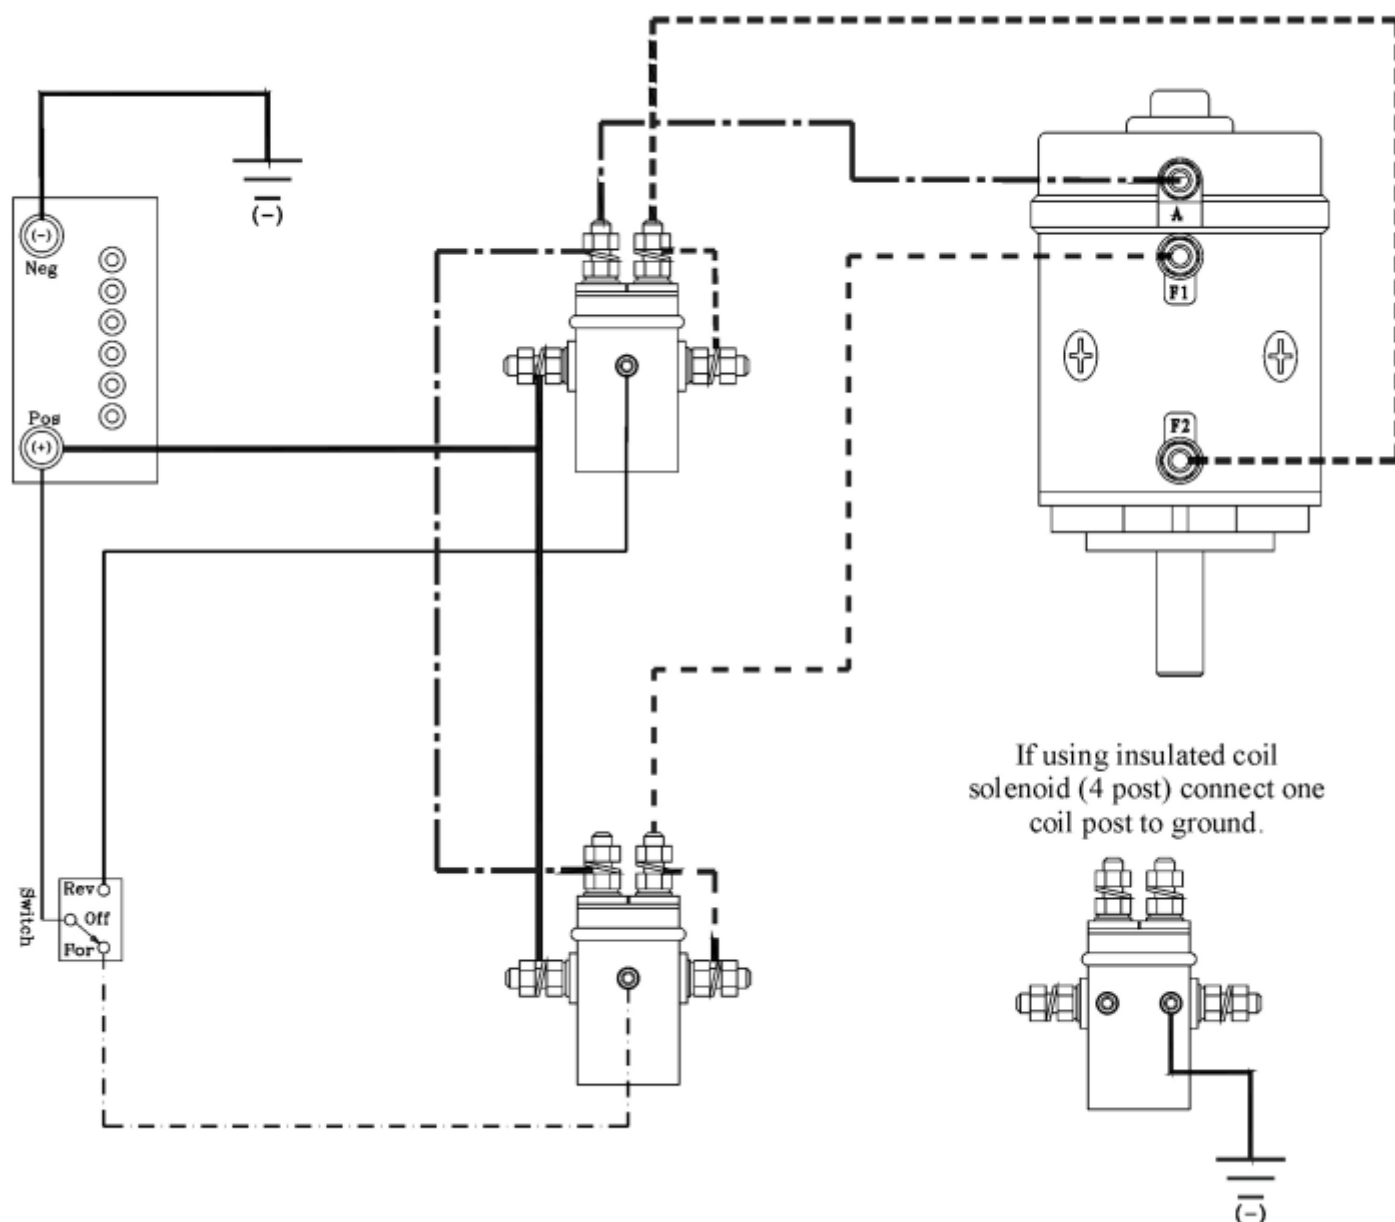 (-)
(-)
Neg
Pos
(+)
A
F1
F2
Rev
Off
For
Switch
If using insulated coil
solenoid (4 post) connect one
coil post to ground.
(-)